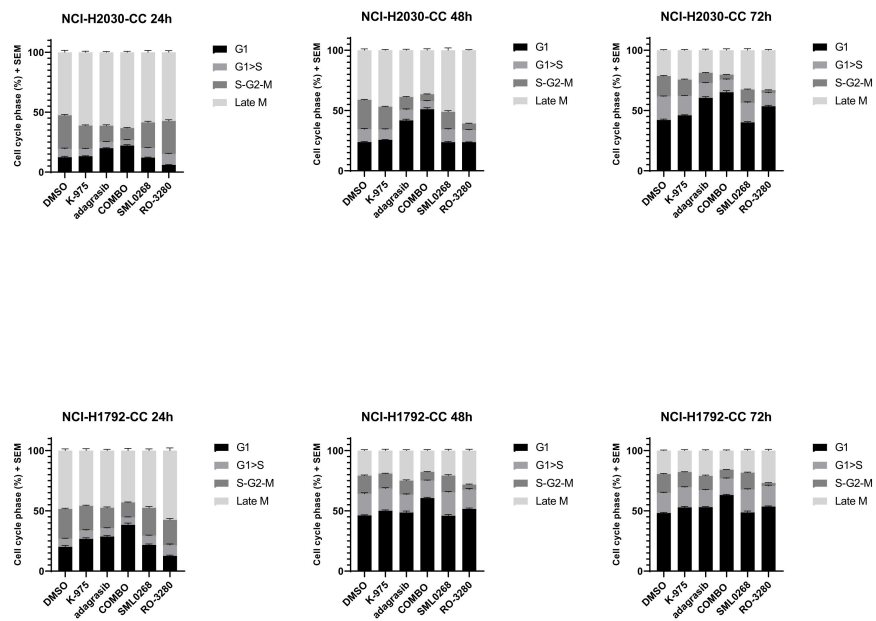 NCI-H2030-CC 24h
Cell cycle phase (%) + SEM
100
50
0
DMSO
K-975
adagrasib
COMBO
SML0268
RO-3280
G1
G1>S
S-G2-M
Late M
NCI-H2030-CC 48h
Cell cycle phase (%) + SEM
100
50
0
DMSO
K-975
adagrasib
COMBO
SML0268
RO-3280
G1
G1>S
S-G2-M
Late M
NCI-H2030-CC 72h
Cell cycle phase (%) + SEM
100
50
0
DMSO
K-975
adagrasib
COMBO
SML0268
RO-3280
G1
G1>S
S-G2-M
Late M
NCI-H1792-CC 24h
Cell cycle phase (%) + SEM
100
50
0
DMSO
K-975
adagrasib
COMBO
SML0268
RO-3280
G1
G1>S
S-G2-M
Late M
NCI-H1792-CC 48h
Cell cycle phase (%) + SEM
100
50
0
DMSO
K-975
adagrasib
COMBO
SML0268
RO-3280
G1
G1>S
S-G2-M
Late M
NCI-H1792-CC 72h
Cell cycle phase (%) + SEM
100
50
0
DMSO
K-975
adagrasib
COMBO
SML0268
RO-3280
G1
G1>S
S-G2-M
Late M